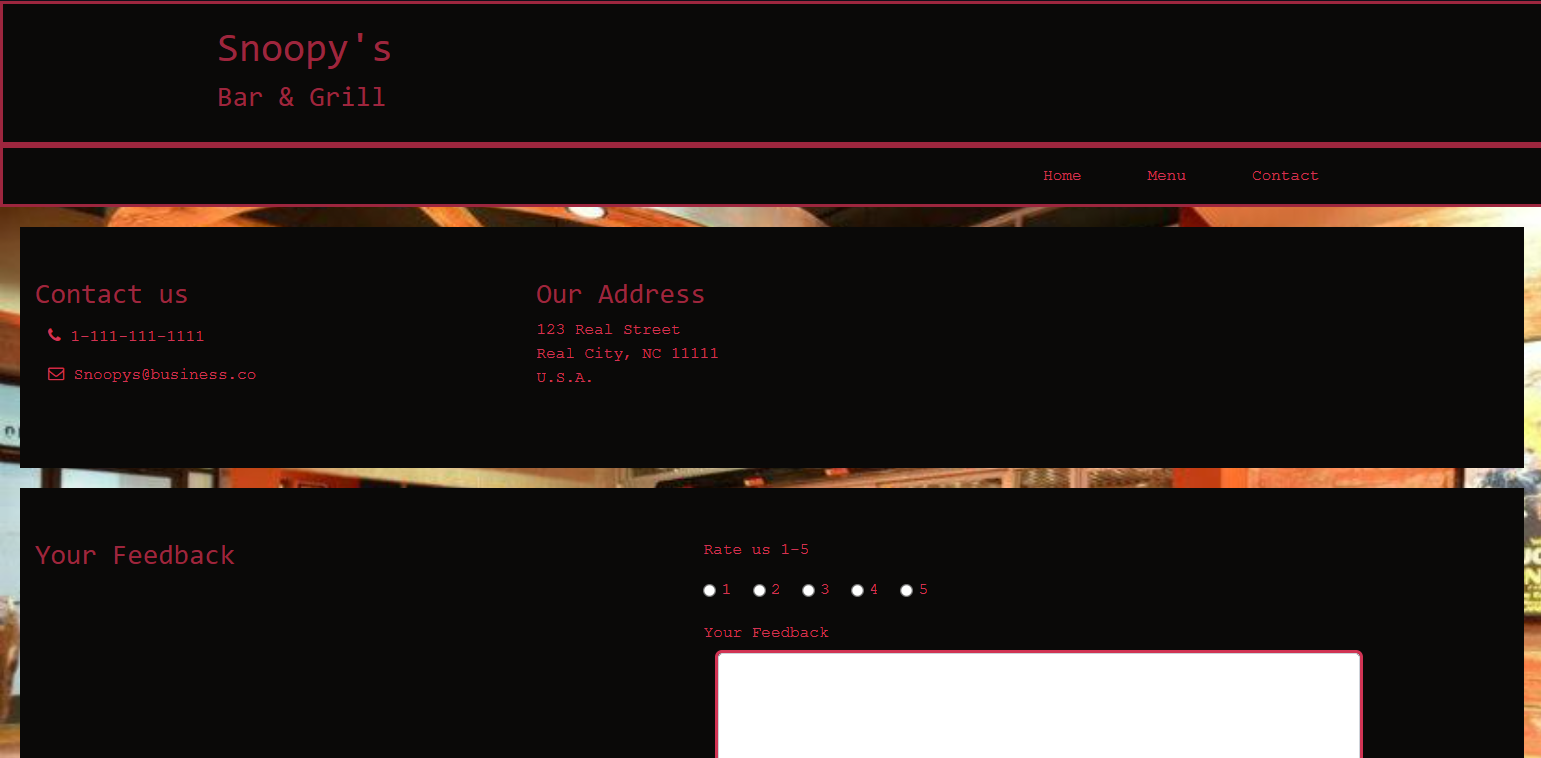 Snoopy's
Bar & Grill
Home Menu Contact
Contact us
1-111-111-1111
Snoopys@business.co
Our Address
123 Real Street
Real City, NC 11111
U.S.A.
Your Feedback
Rate us 1-5
1 2 3 4 5
Your Feedback